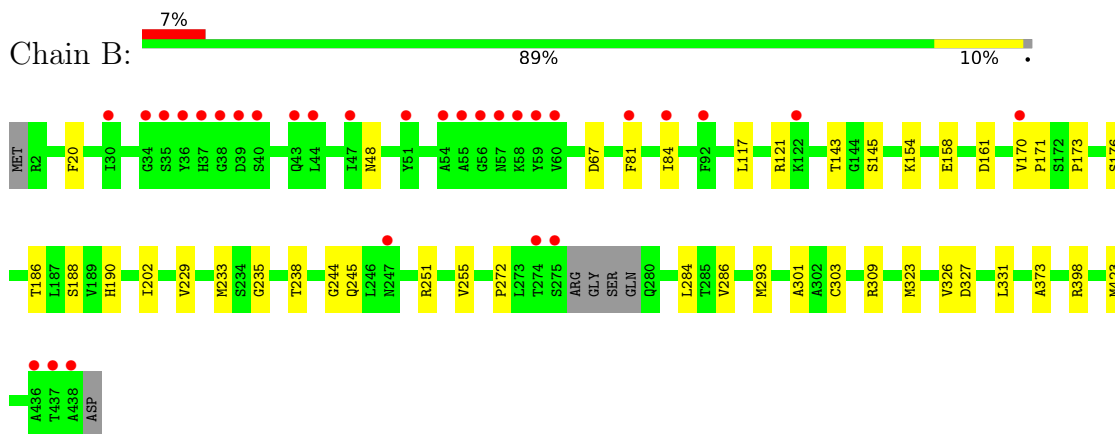 7%
Chain B:
89% 10% •
MET R2 F20 I30 G34 S35 Y36 H37 G38 D39 S40 Q43 L44 I47 N48 Y51 A54 A55 G56 N57 K58 Y59 V60 D67 F81 I84 F92 L117 R121 K122 T143 G144 S145 K154 E158 D161 V170 P171 S172 P173 S176
T186 L187 S188 V189 H190 I202 V229 M233 S234 G235 T238 G244 Q245 L246 N247 R251 V255 P272 L273 T274 S275 ARG GLY SER GLN Q280 L284 T285 V286 M293 A301 A302 C303 R309 M323 V326 D327 L331 A373 R398 M423
A436 T437 A438 ASP